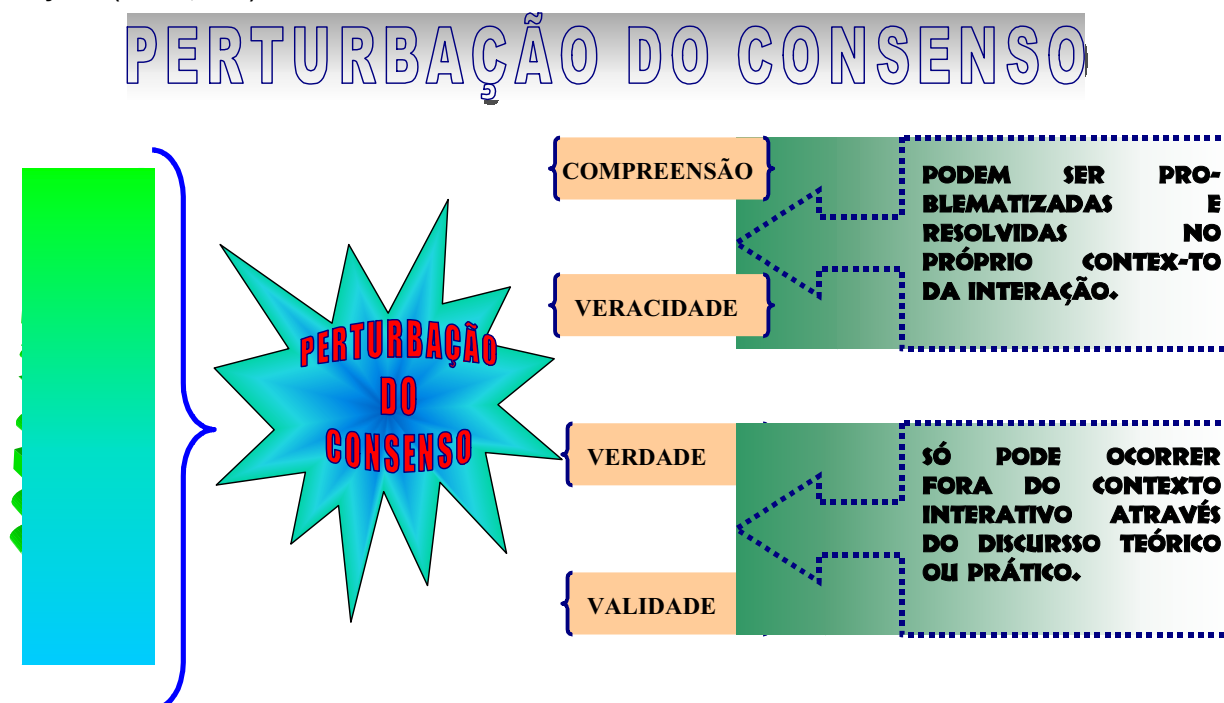 PERTURBAÇÃO DO CONSENSO
COMPREENSÃO
PODEM SER PRO-
BLEMATIZADAS E
RESOLVIDAS NO
PRÓPRIO CONTEX-TO
DA INTERAÇÃO.
VERACIDADE
PERTURBAÇÃO
DO
CONSENSO
VERDADE
SÓ PODE OCORRER
FORA DO CONTEXTO
INTERATIVO ATRAVÉS
DO DISCURSSO TEÓRICO
OU PRÁTICO.
VALIDADE